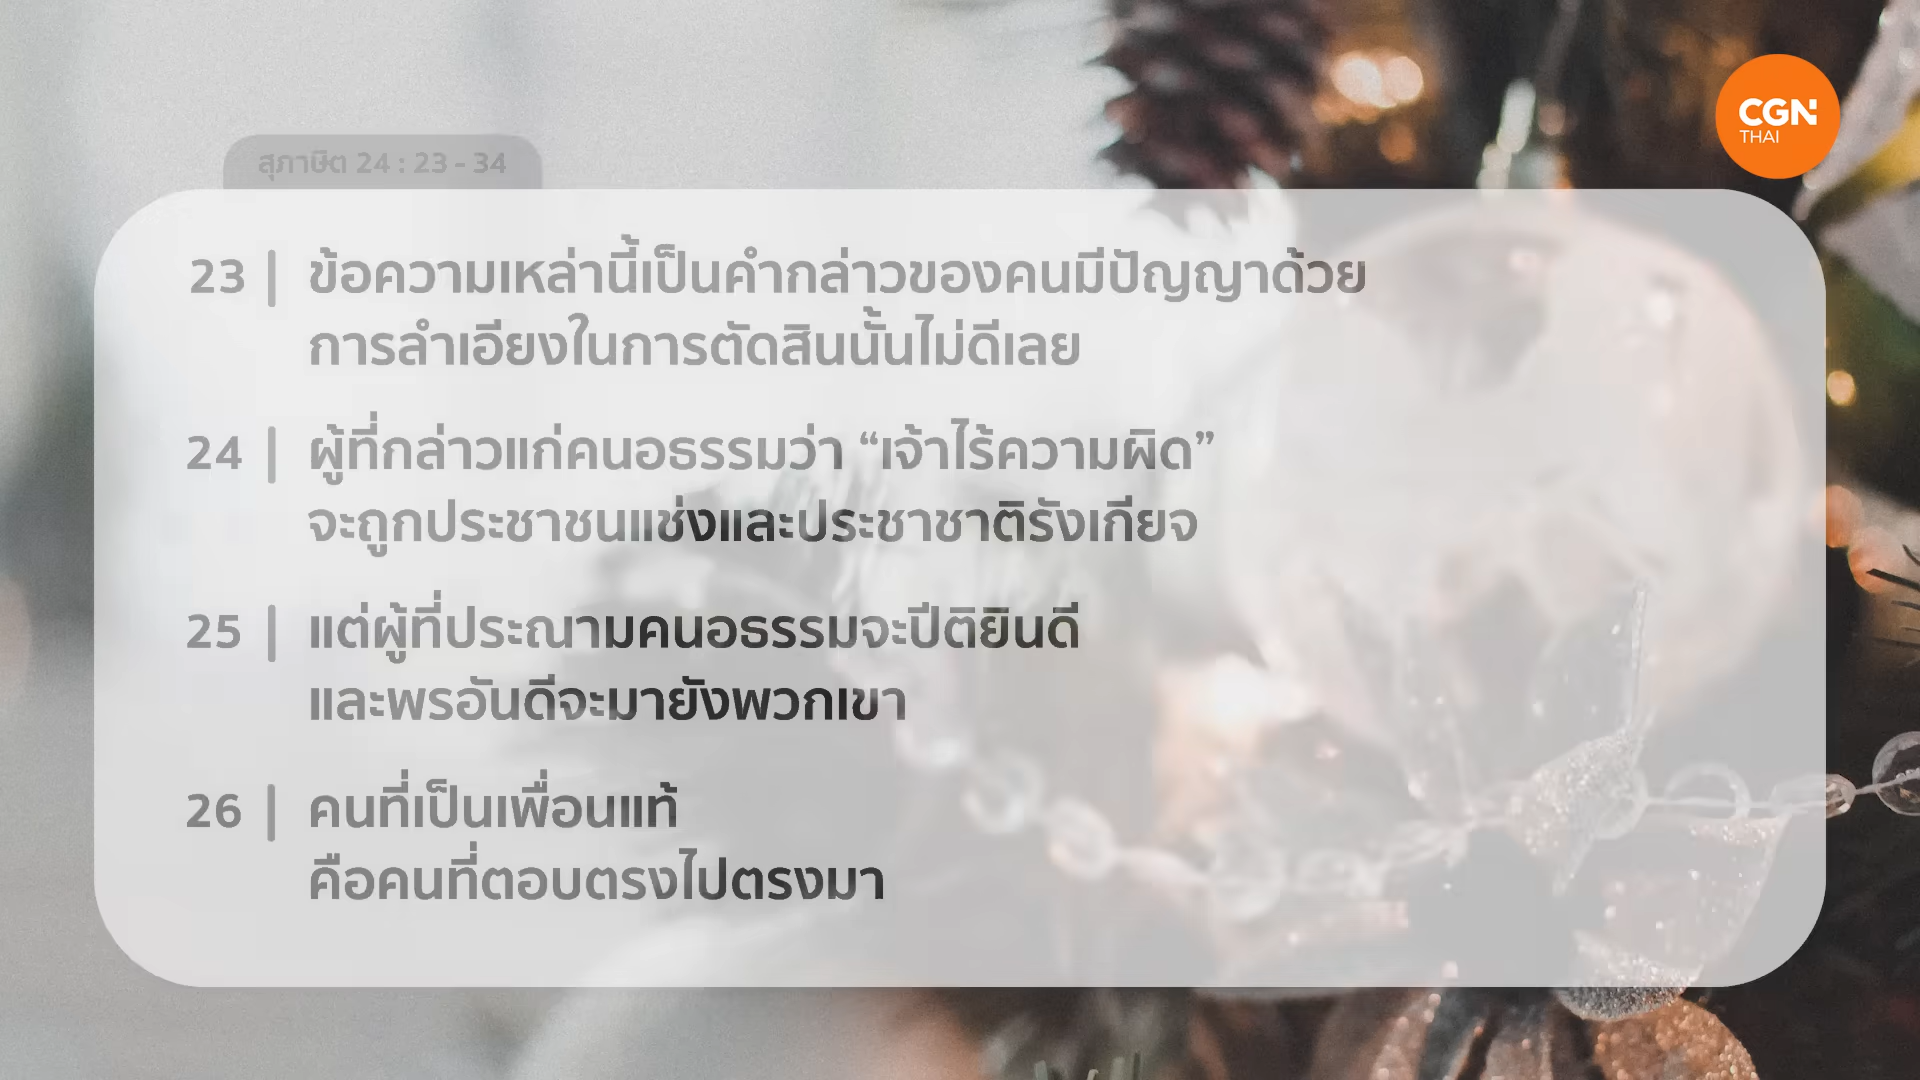 CGN
THAI
สุภาษิต 24 : 23 - 34
23 | ข้อความเหล่านี้เป็นคำกล่าวของคนมีปัญญาด้วย
การลำเอียงในการตัดสินนั้นไม่ดีเลย
24 | ผู้ที่กล่าวแก่คนอธรรมว่า “เจ้าไร้ความผิด”
จะถูกประชาชนแช่งและประชาชาติรังเกียจ
25 | แต่ผู้ที่ประณามคนอธรรมจะปีติยินดี
และพรอันดีจะมายังพวกเขา
26 | คนที่เป็นเพื่อนแท้
คือคนที่ตอบตรงไปตรงมา